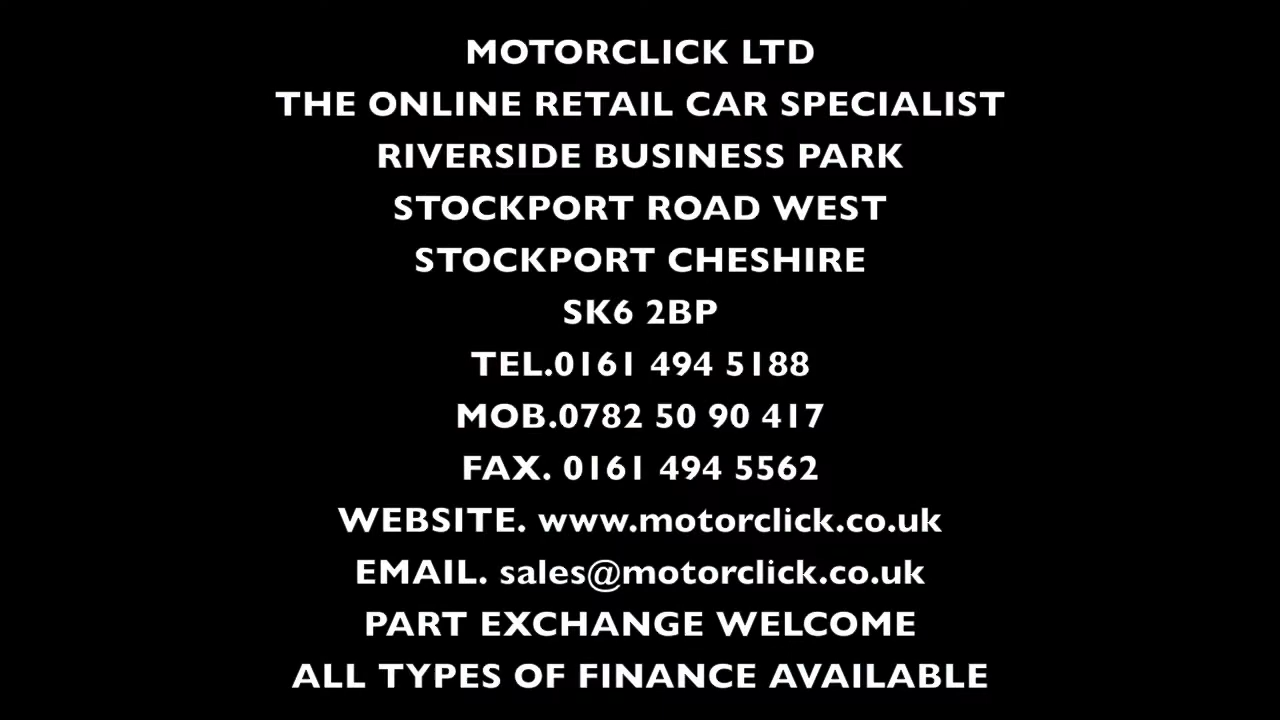 MOTORCLICK LTD
THE ONLINE RETAIL CAR SPECIALIST
RIVERSIDE BUSINESS PARK
STOCKPORT ROAD WEST
STOCKPORT CHESHIRE
SK6 2BP
TEL.0161 494 5188
MOB.0782 50 90 417
FAX. 0161 494 5562
WEBSITE. www.motorclick.co.uk
EMAIL. sales@motorclick.co.uk
PART EXCHANGE WELCOME
ALL TYPES OF FINANCE AVAILABLE